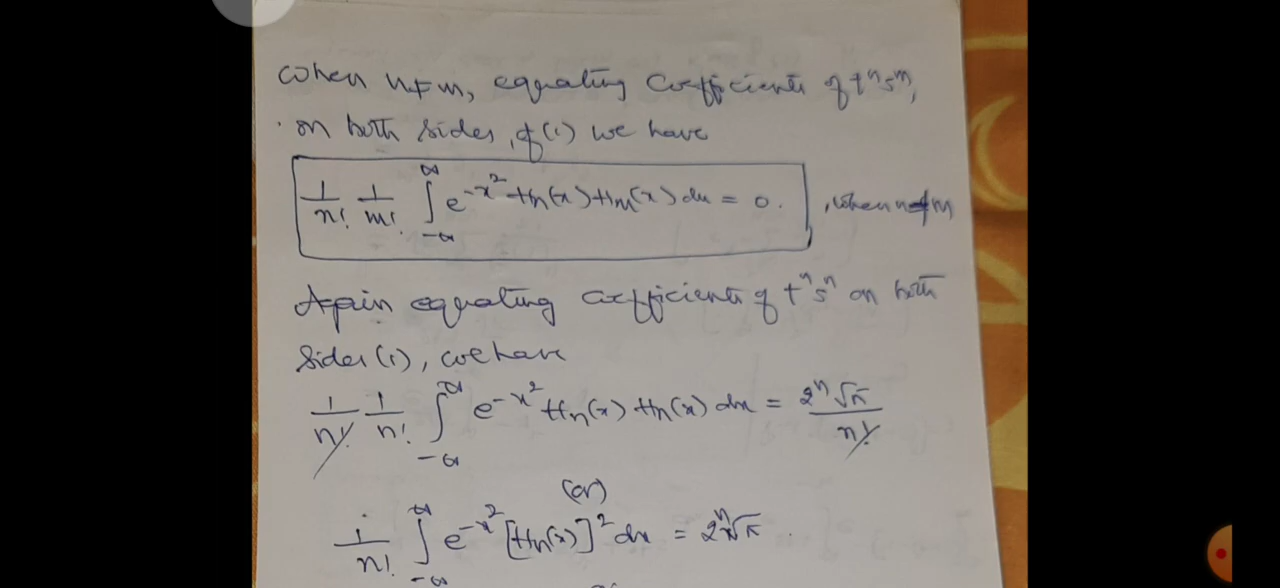 When n≠m, equating Coefficients of tⁿsᵐ,
on both sides, of (1) we have
1/n! 1/m! ∫_{-∞}^{∞} e^{-x²} Hn(x) Hm(x) dx = 0. , when n≠m
Again equating coefficients of tⁿsⁿ on both
sides (1), we have
1/n! 1/n! ∫_{-∞}^{∞} e^{-x²} Hn(x) Hn(x) dx = 2ⁿ√π / n!
(or)
1/n! ∫_{-∞}^{∞} e^{-x²} [Hn(x)]² dx = 2ⁿ√π.